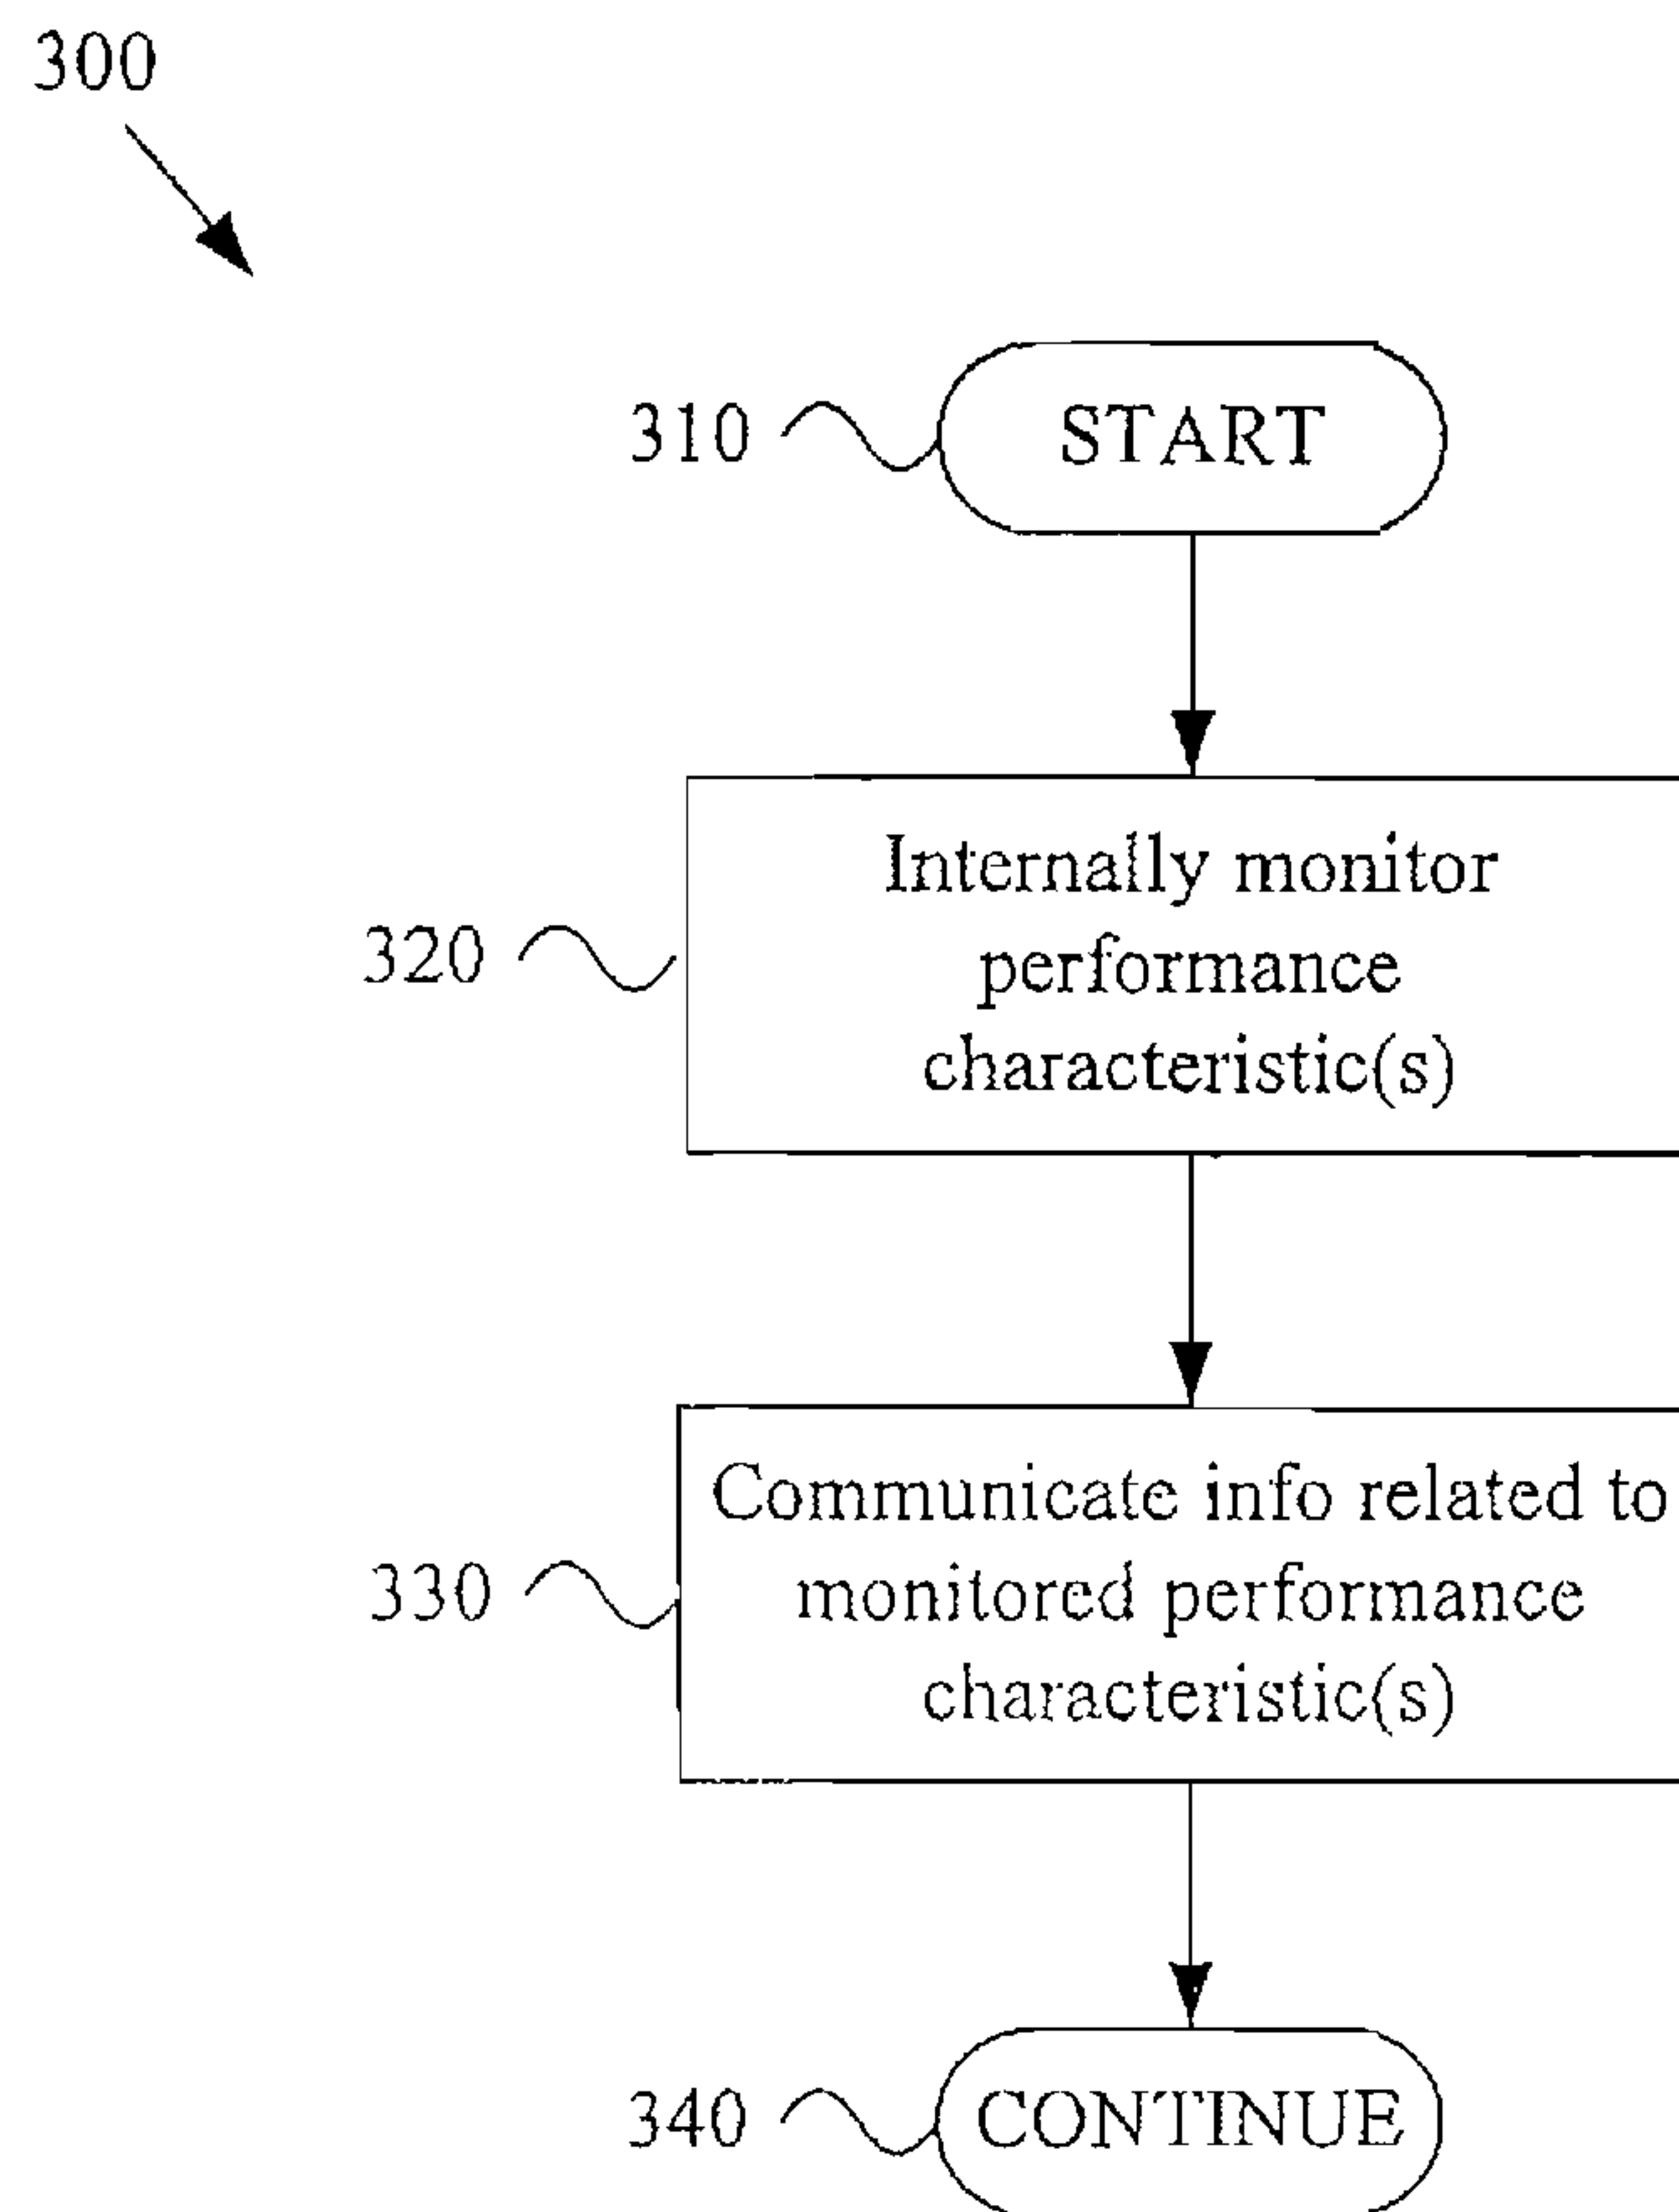 300
310 START
320
Internally monitor
performance
characteristic(s)
330
Communicate info related to
monitored performance
characteristic(s)
340 CONTINUE